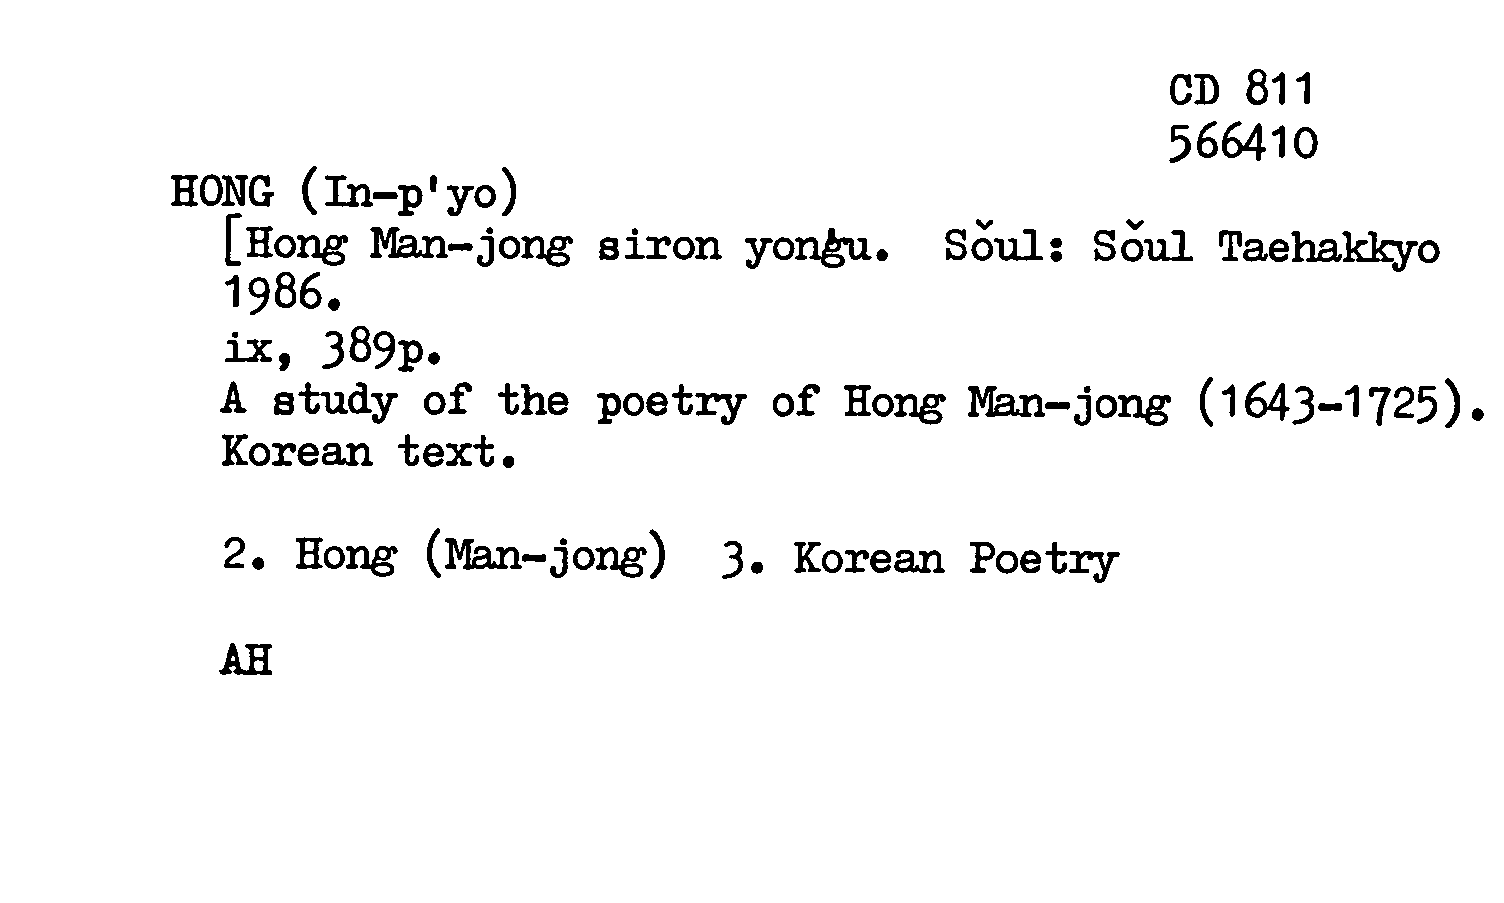 CD 811
566410
HONG (In-p'yo)
[Hong Man-jong siron yongu. Sŏul: Sŏul Taehakkyo
1986.
ix, 389p.
A study of the poetry of Hong Man-jong (1643-1725).
Korean text.
2. Hong (Man-jong) 3. Korean Poetry
AH